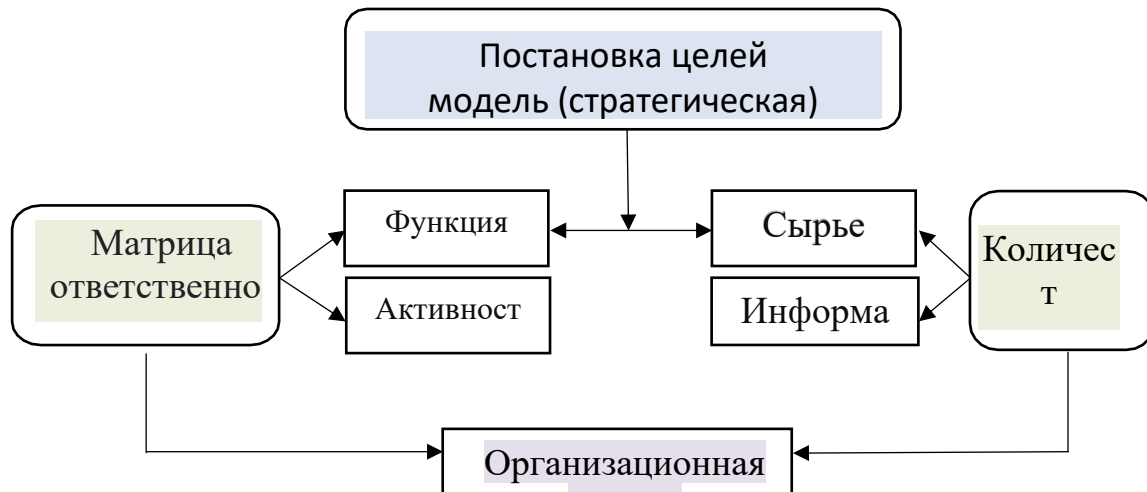 Постановка целей
модель (стратегическая)
Матрица
ответственно
Функция
Активност
Сырье
Информа
Количес
т
Организационная